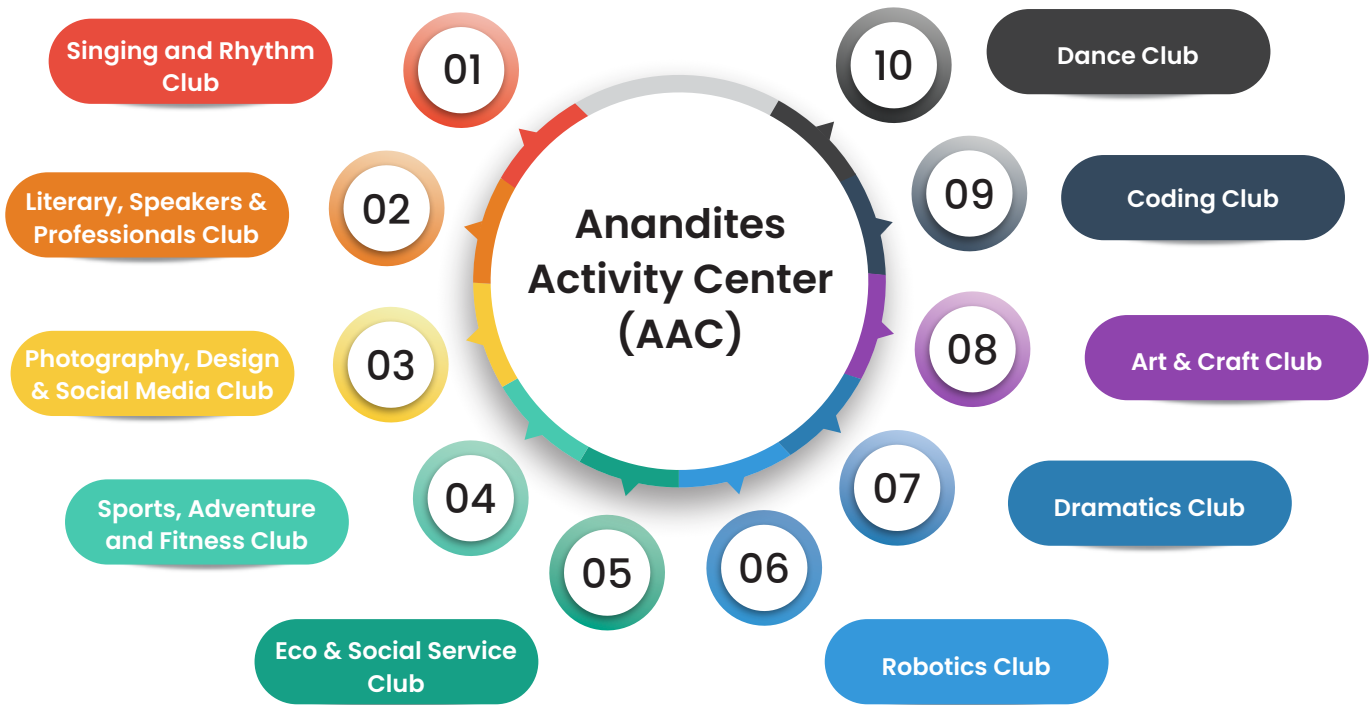 Anandites
Activity Center
(AAC)
01
Singing and Rhythm
Club
02
Literary, Speakers &
Professionals Club
03
Photography, Design
& Social Media Club
04
Sports, Adventure
and Fitness Club
05
Eco & Social Service
Club
06
Robotics Club
07
Dramatics Club
08
Art & Craft Club
09
Coding Club
10
Dance Club